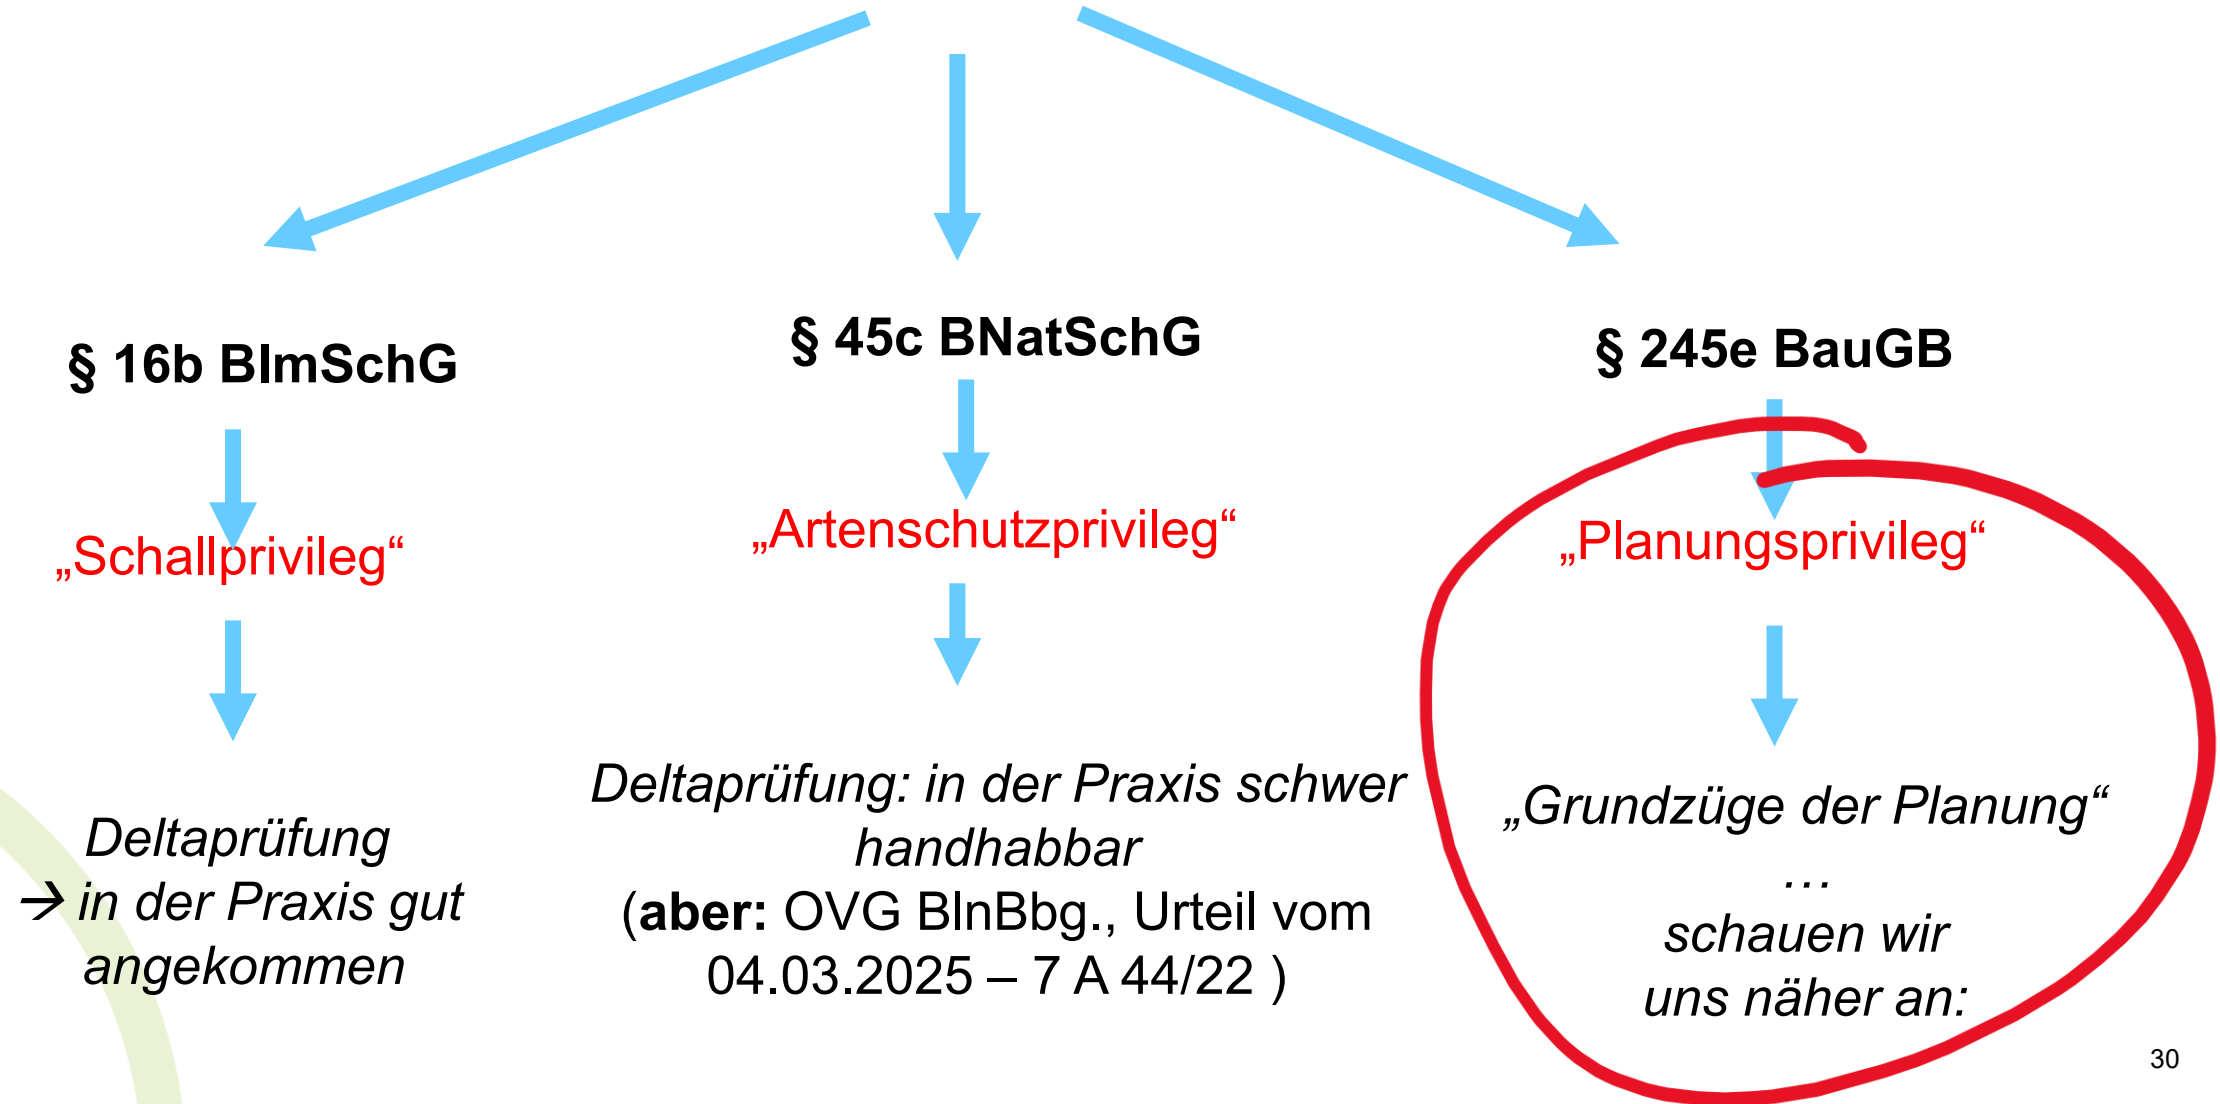 § 16b BImSchG
„Schallprivileg“
Deltaprüfung
→ in der Praxis gut
angekommen
§ 45c BNatSchG
„Artenschutzprivileg“
Deltaprüfung: in der Praxis schwer
handhabbar
(aber: OVG BlnBbg., Urteil vom
04.03.2025 – 7 A 44/22 )
§ 245e BauGB
„Planungsprivileg“
„Grundzüge der Planung“
…
schauen wir
uns näher an:
30